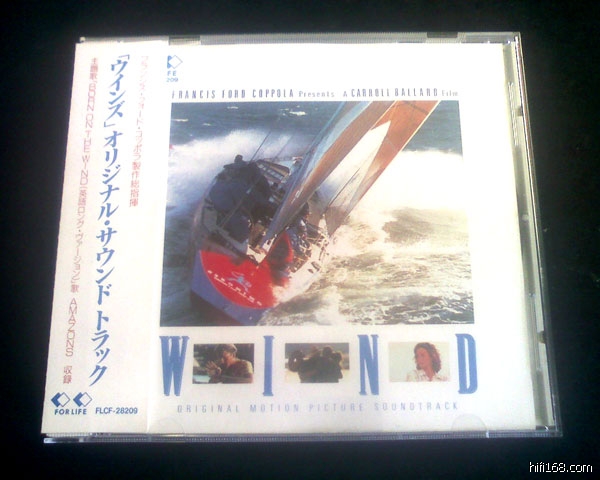 フランシス・フォード・コッポラ製作総指揮
「ウインズ」オリジナル・サウンド トラック
主題歌"BORN ON THE WIND"(英語ロング・ヴァージョン)歌 AMAZONS 収録
FOR LIFE
FLCF-28209
FRANCIS FORD COPPOLA Presents A CARROLL BALLARD Film
WIND
ORIGINAL MOTION PICTURE SOUNDTRACK
hifi168.com